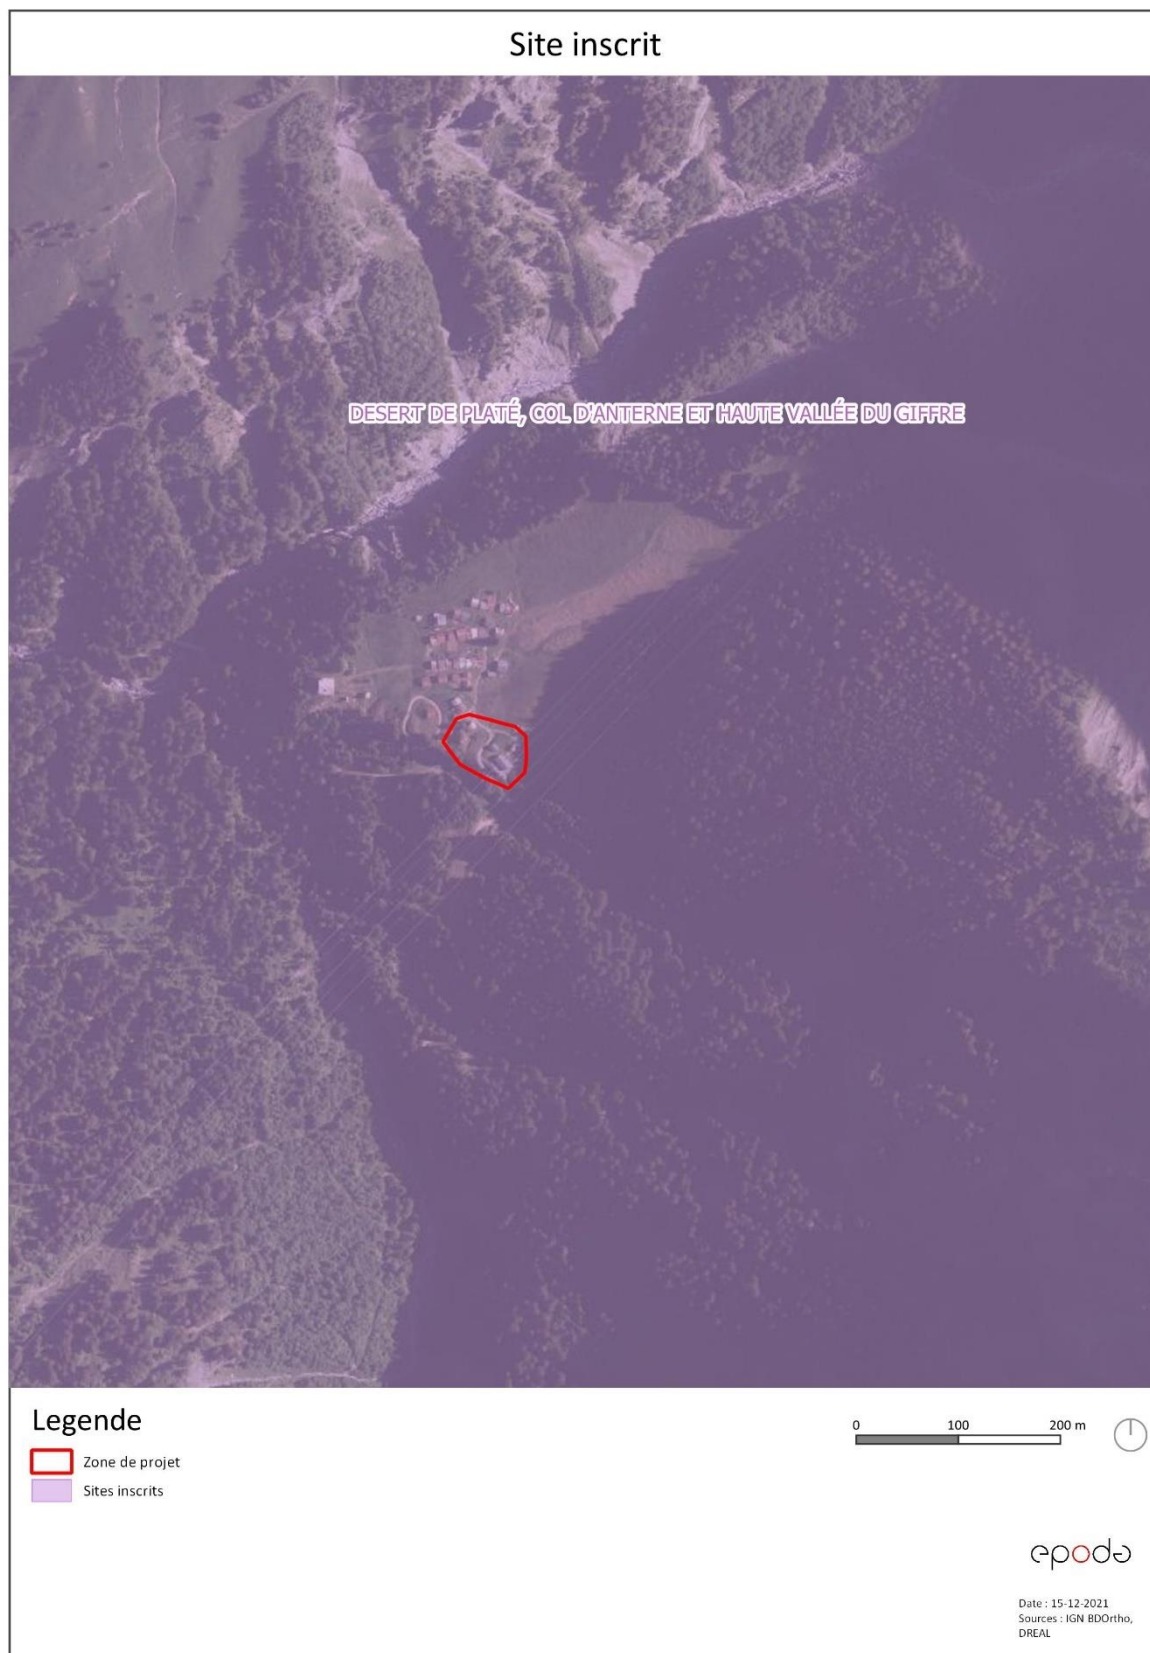 Site inscrit
DESERT DE PLATÉ, COL D'ANTERNE ET HAUTE VALLÉE DU GIFFRE
Legende
Zone de projet
Sites inscrits
0 100 200 m
epode
Date : 15-12-2021
Sources : IGN BDOrtho,
DREAL